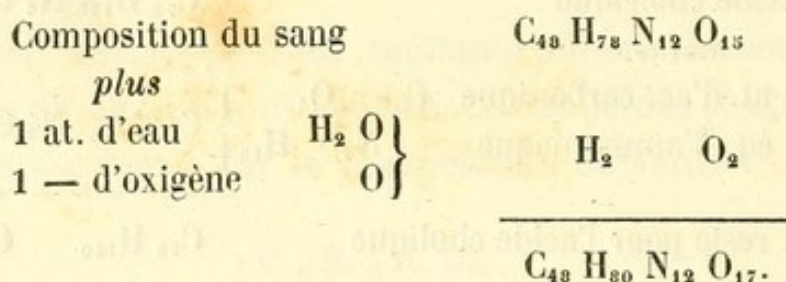 Composition du sang C₄₈ H₇₈ N₁₂ O₁₅
plus
1 at. d'eau H₂ O
1 — d'oxigène O } H₂ O₂
C₄₈ H₈₀ N₁₂ O₁₇.